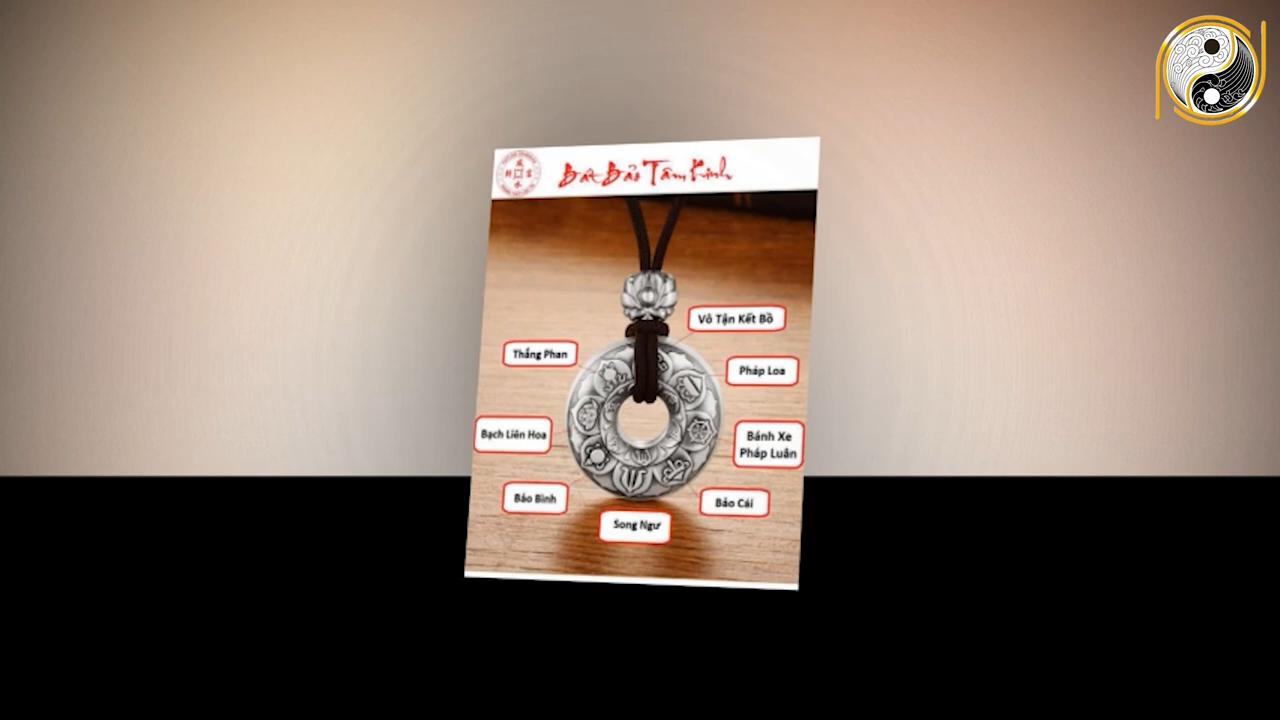 Bát Bảo Tâm Kinh
Vô Tận Kết Bồ
Thắng Phan
Pháp Loa
Bạch Liên Hoa
Bánh Xe
Pháp Luân
Bảo Bình
Bảo Cái
Song Ngư